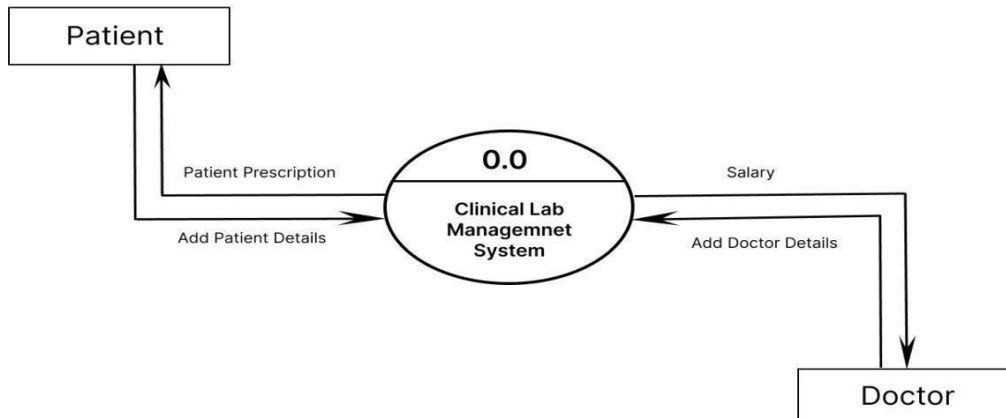 Patient
0.0
Patient Prescription
Salary
Clinical Lab
Managemnet
System
Add Patient Details
Add Doctor Details
Doctor